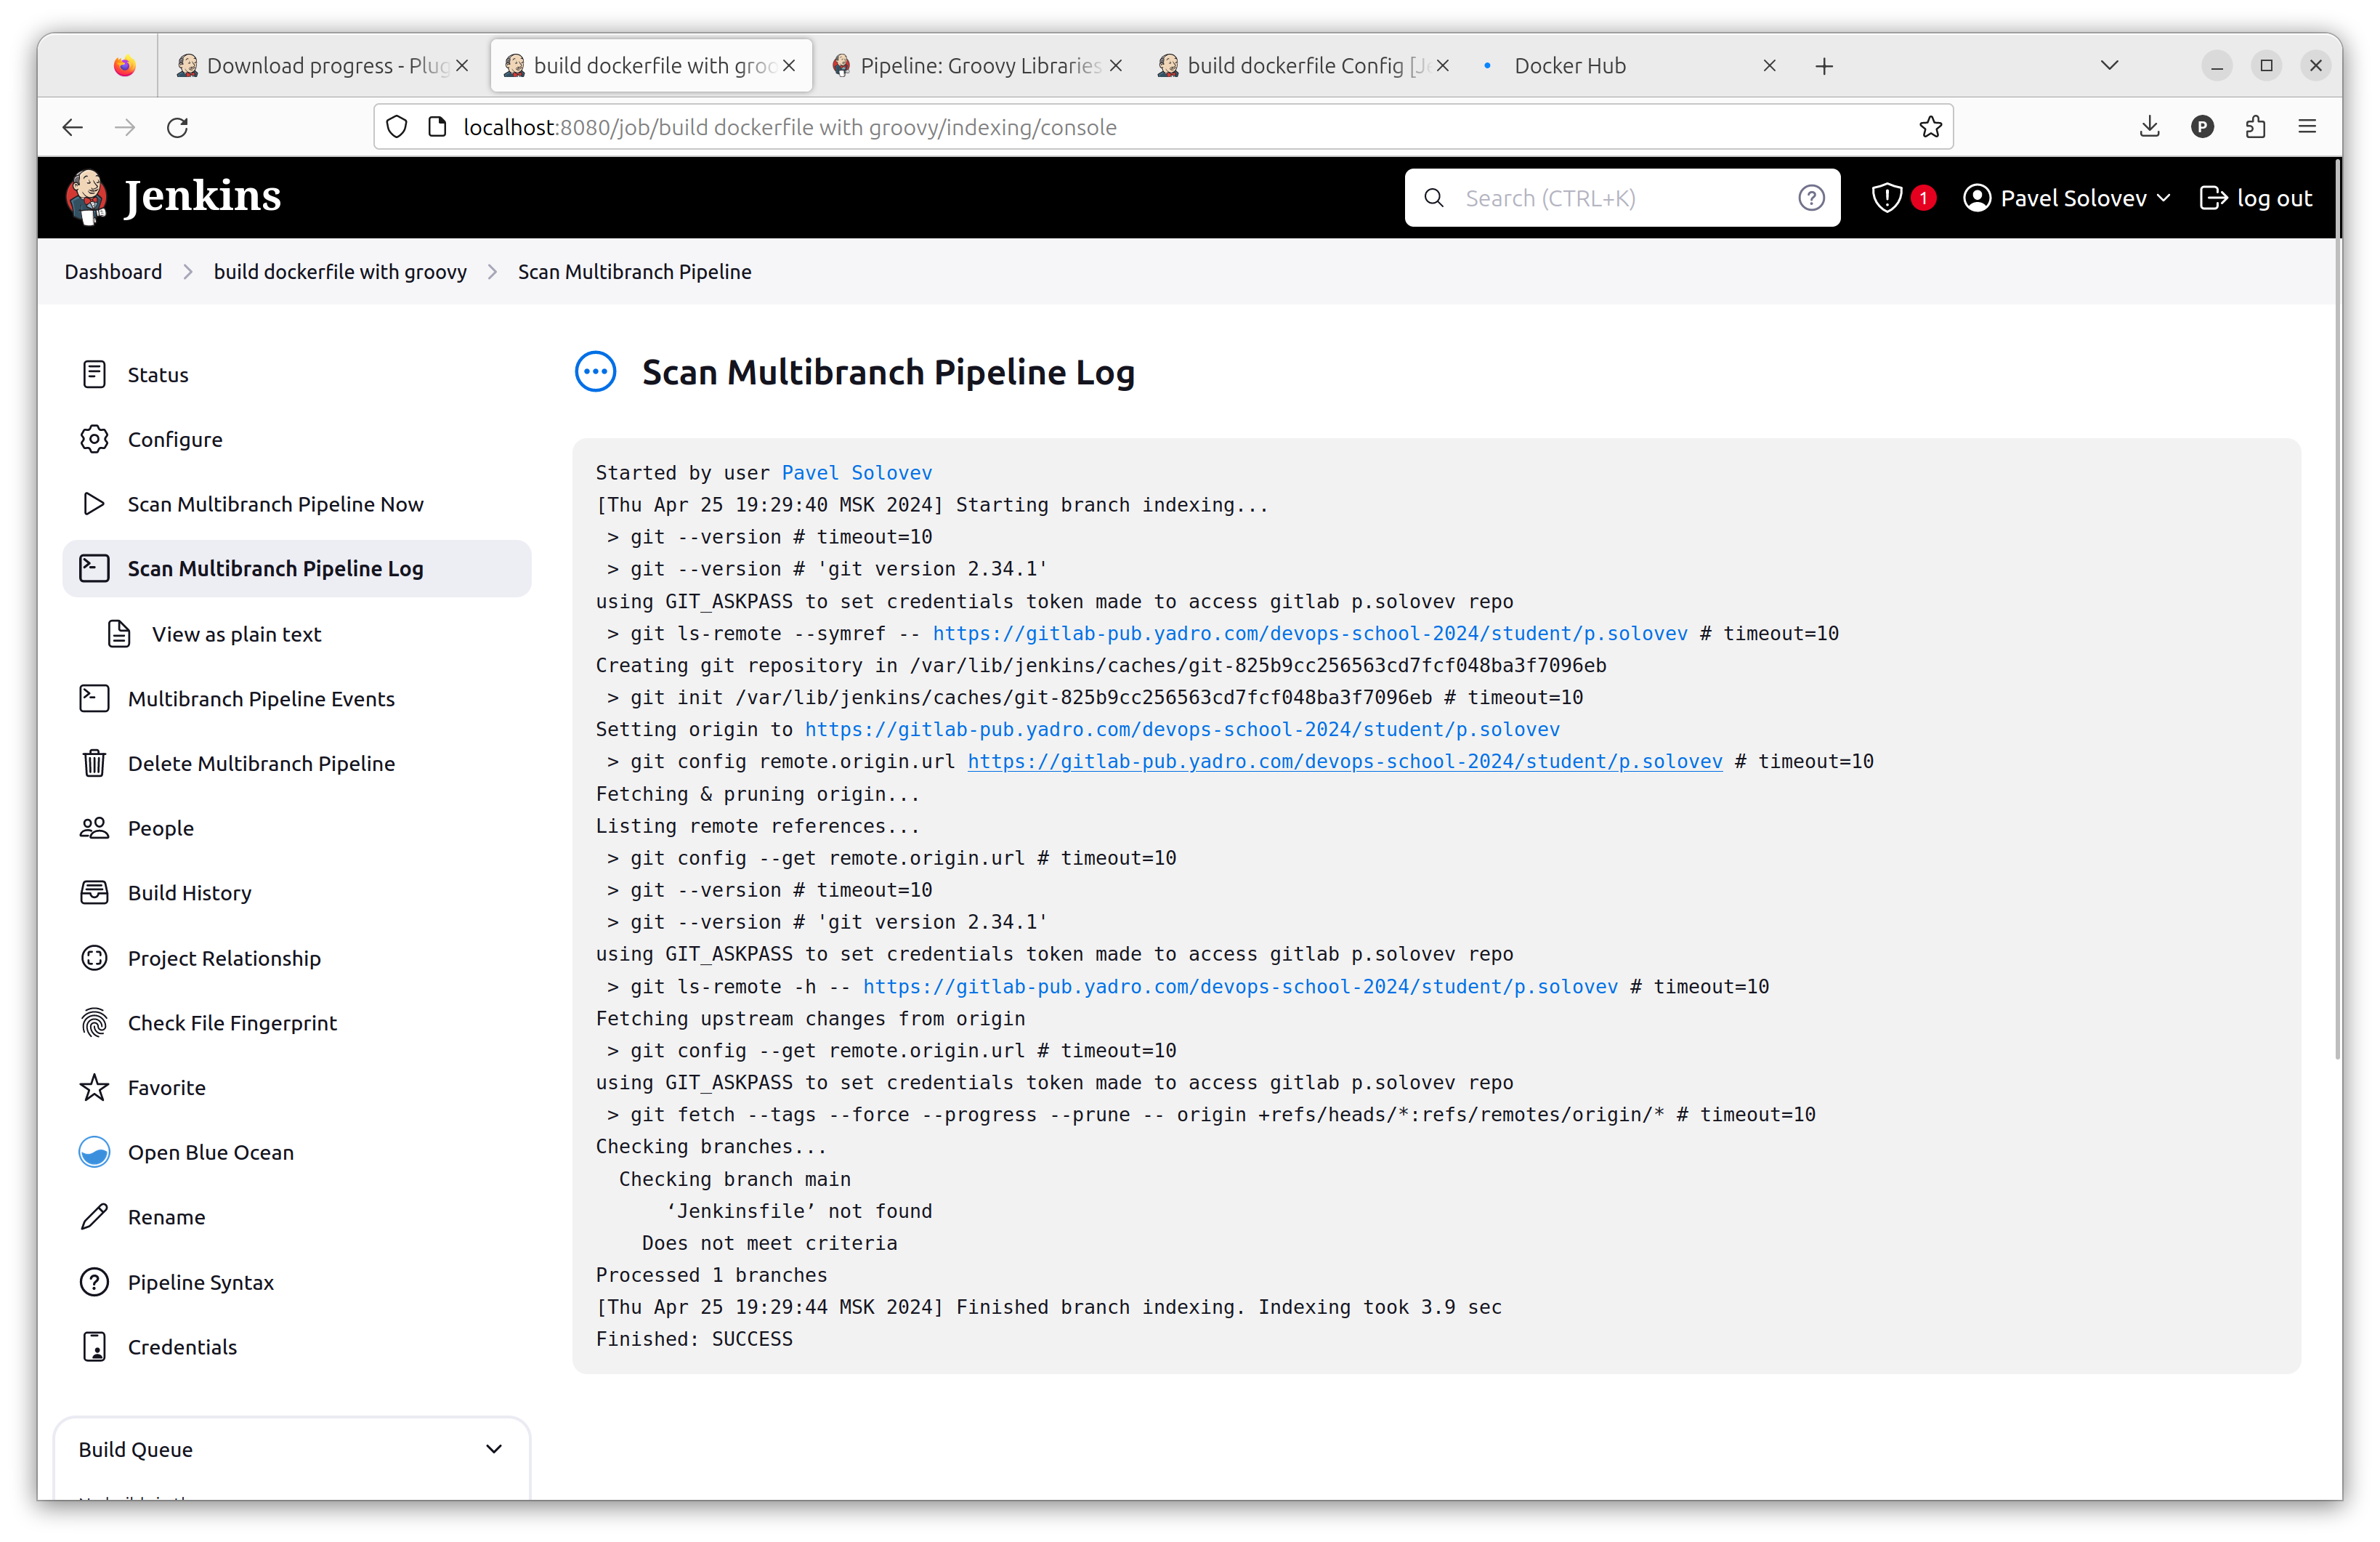 Download progress - Plug
build dockerfile with groo
Pipeline: Groovy Libraries
build dockerfile Config [Je
Docker Hub
localhost:8080/job/build dockerfile with groovy/indexing/console
P
Jenkins
Search (CTRL+K)
1
Pavel Solovev
log out
Dashboard
build dockerfile with groovy
Scan Multibranch Pipeline
Status
Configure
Scan Multibranch Pipeline Now
Scan Multibranch Pipeline Log
View as plain text
Multibranch Pipeline Events
Delete Multibranch Pipeline
People
Build History
Project Relationship
Check File Fingerprint
Favorite
Open Blue Ocean
Rename
Pipeline Syntax
Credentials
Build Queue
Scan Multibranch Pipeline Log
Started by user Pavel Solovev
[Thu Apr 25 19:29:40 MSK 2024] Starting branch indexing...
 > git --version # timeout=10
 > git --version # 'git version 2.34.1'
using GIT_ASKPASS to set credentials token made to access gitlab p.solovev repo
 > git ls-remote --symref -- https://gitlab-pub.yadro.com/devops-school-2024/student/p.solovev # timeout=10
Creating git repository in /var/lib/jenkins/caches/git-825b9cc256563cd7fcf048ba3f7096eb
 > git init /var/lib/jenkins/caches/git-825b9cc256563cd7fcf048ba3f7096eb # timeout=10
Setting origin to https://gitlab-pub.yadro.com/devops-school-2024/student/p.solovev
 > git config remote.origin.url https://gitlab-pub.yadro.com/devops-school-2024/student/p.solovev # timeout=10
Fetching & pruning origin...
Listing remote references...
 > git config --get remote.origin.url # timeout=10
 > git --version # timeout=10
 > git --version # 'git version 2.34.1'
using GIT_ASKPASS to set credentials token made to access gitlab p.solovev repo
 > git ls-remote -h -- https://gitlab-pub.yadro.com/devops-school-2024/student/p.solovev # timeout=10
Fetching upstream changes from origin
 > git config --get remote.origin.url # timeout=10
using GIT_ASKPASS to set credentials token made to access gitlab p.solovev repo
 > git fetch --tags --force --progress --prune -- origin +refs/heads/*:refs/remotes/origin/* # timeout=10
Checking branches...
  Checking branch main
      ‘Jenkinsfile’ not found
    Does not meet criteria
Processed 1 branches
[Thu Apr 25 19:29:44 MSK 2024] Finished branch indexing. Indexing took 3.9 sec
Finished: SUCCESS